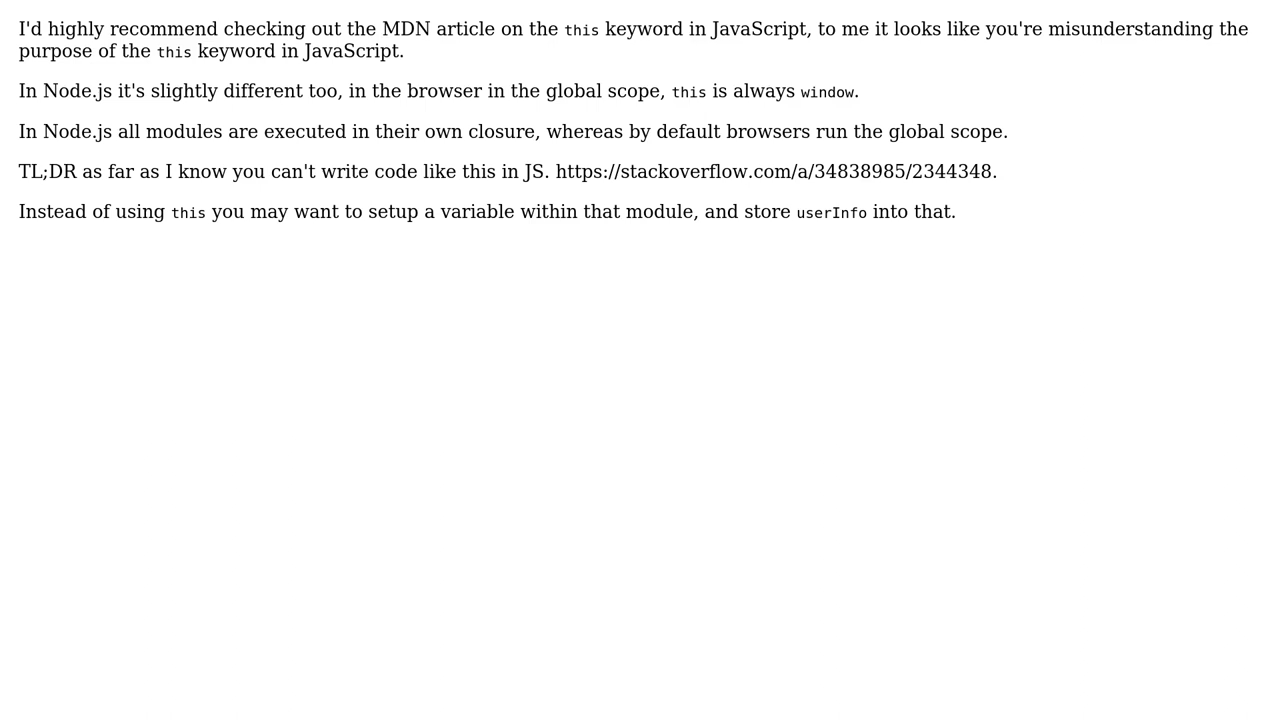 I'd highly recommend checking out the MDN article on the this keyword in JavaScript, to me it looks like you're misunderstanding the
purpose of the this keyword in JavaScript.
In Node.js it's slightly different too, in the browser in the global scope, this is always window.
In Node.js all modules are executed in their own closure, whereas by default browsers run the global scope.
TL;DR as far as I know you can't write code like this in JS. https://stackoverflow.com/a/34838985/2344348.
Instead of using this you may want to setup a variable within that module, and store userInfo into that.